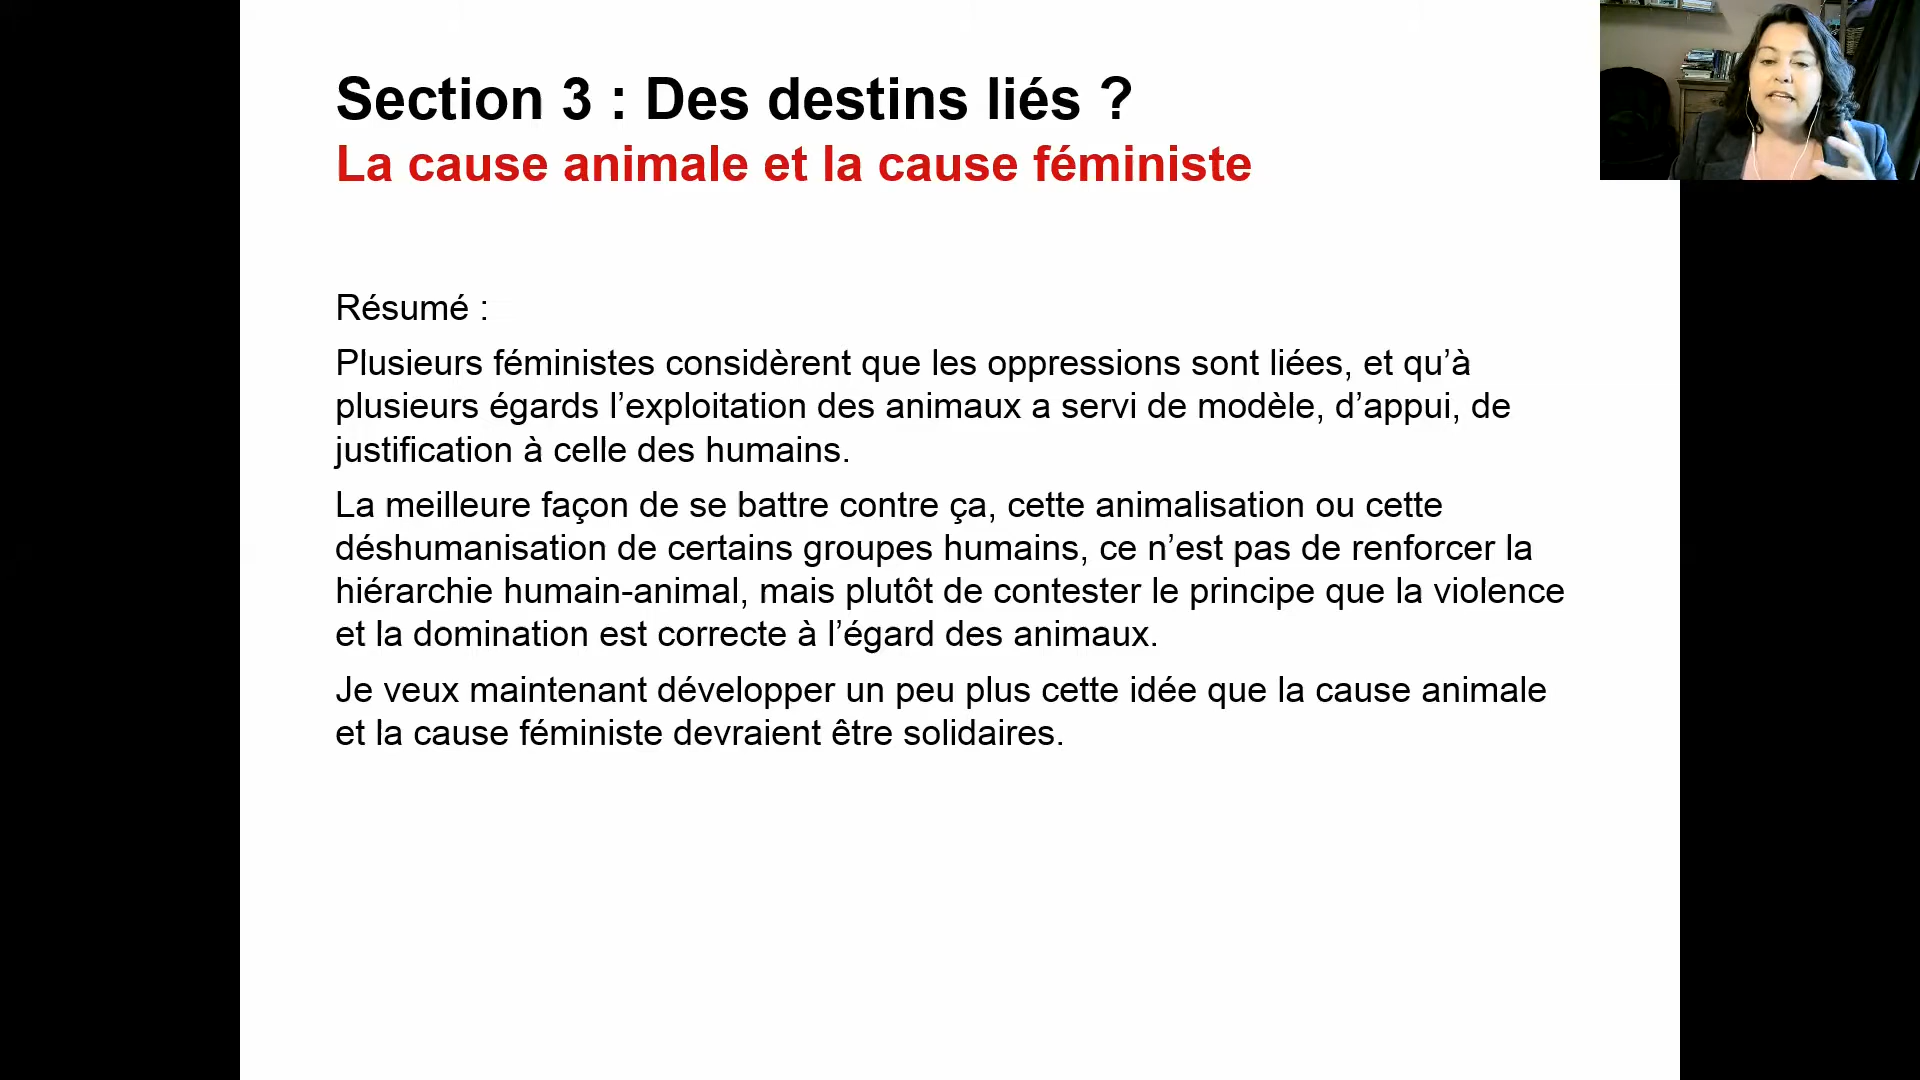 Section 3 : Des destins liés ?
La cause animale et la cause féministe
Résumé :
Plusieurs féministes considèrent que les oppressions sont liées, et qu’à
plusieurs égards l’exploitation des animaux a servi de modèle, d’appui, de
justification à celle des humains.
La meilleure façon de se battre contre ça, cette animalisation ou cette
déshumanisation de certains groupes humains, ce n’est pas de renforcer la
hiérarchie humain-animal, mais plutôt de contester le principe que la violence
et la domination est correcte à l’égard des animaux.
Je veux maintenant développer un peu plus cette idée que la cause animale
et la cause féministe devraient être solidaires.